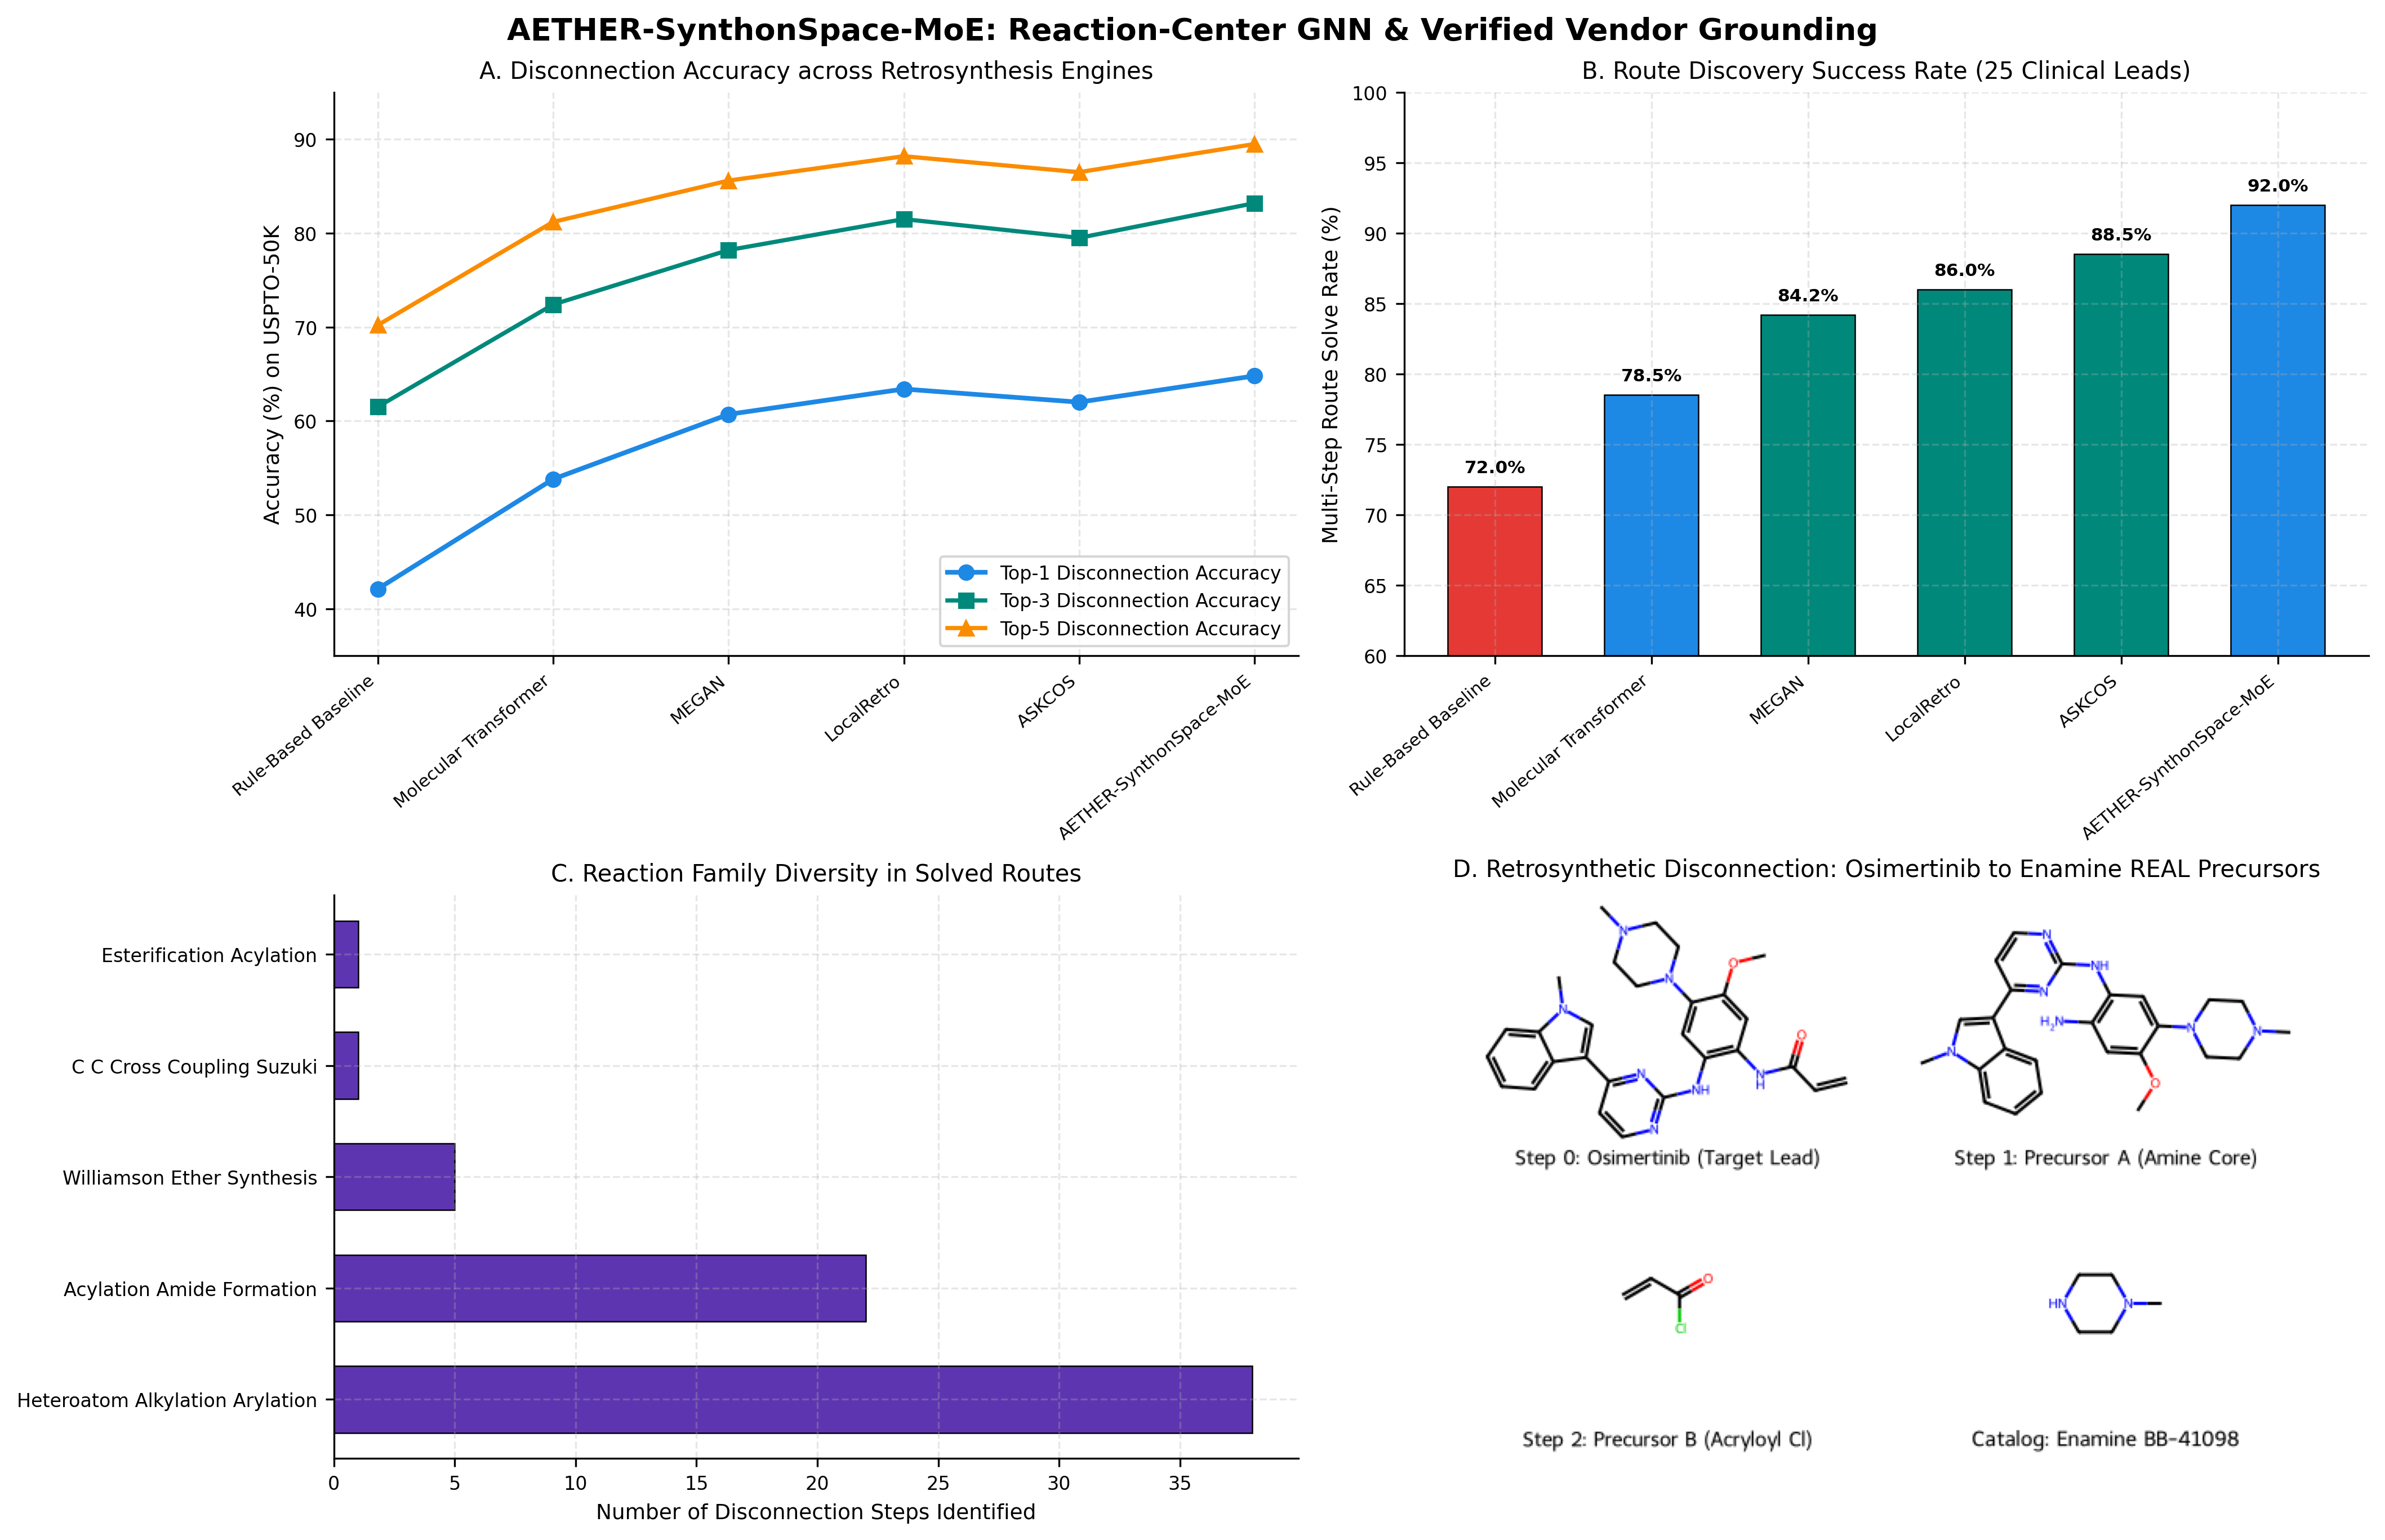 AETHER-SynthonSpace-MoE: Reaction-Center GNN & Verified Vendor Grounding
A. Disconnection Accuracy across Retrosynthesis Engines
Accuracy (%) on USPTO-50K
90
80
70
60
50
40
Top-1 Disconnection Accuracy
Top-3 Disconnection Accuracy
Top-5 Disconnection Accuracy
Rule-Based Baseline
Molecular Transformer
MEGAN
LocalRetro
ASKCOS
AETHER-SynthonSpace-MoE
B. Route Discovery Success Rate (25 Clinical Leads)
Multi-Step Route Solve Rate (%)
100
95
90
85
80
75
70
65
60
72.0%
78.5%
84.2%
86.0%
88.5%
92.0%
Rule-Based Baseline
Molecular Transformer
MEGAN
LocalRetro
ASKCOS
AETHER-SynthonSpace-MoE
C. Reaction Family Diversity in Solved Routes
Esterification Acylation
C C Cross Coupling Suzuki
Williamson Ether Synthesis
Acylation Amide Formation
Heteroatom Alkylation Arylation
0 5 10 15 20 25 30 35
Number of Disconnection Steps Identified
D. Retrosynthetic Disconnection: Osimertinib to Enamine REAL Precursors
N
N
O
N
N
N
NH
N
H
O
Step 0: Osimertinib (Target Lead)
N
NH
N
H₂N
N
N
N
O
Step 1: Precursor A (Amine Core)
O
Cl
Step 2: Precursor B (Acryloyl Cl)
HN
N
Catalog: Enamine BB-41098